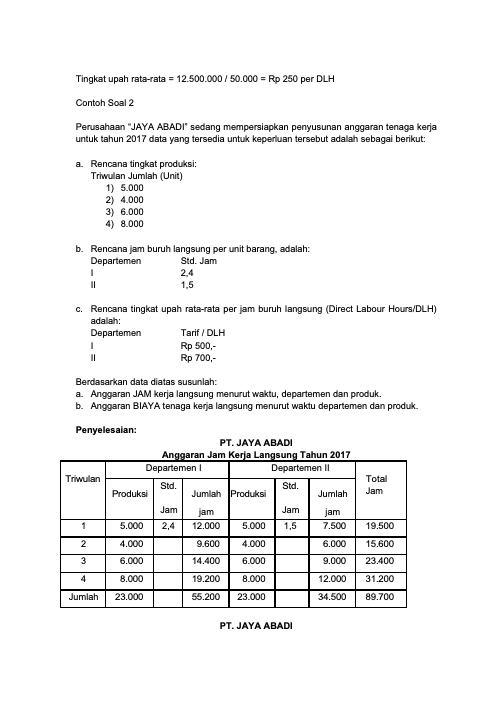 Tingkat upah rata-rata = 12.500.000 / 50.000 = Rp 250 per DLH
Contoh Soal 2
Perusahaan "JAYA ABADI" sedang mempersiapkan penyusunan anggaran tenaga kerja
untuk tahun 2017 data yang tersedia untuk keperluan tersebut adalah sebagai berikut:
a. Rencana tingkat produksi:
Triwulan Jumlah (Unit)
1) 5.000
2) 4.000
3) 6.000
4) 8.000
b. Rencana jam buruh langsung per unit barang, adalah:
Departemen Std. Jam
I 2,4
II 1,5
c. Rencana tingkat upah rata-rata per jam buruh langsung (Direct Labour Hours/DLH)
adalah:
Departemen Tarif / DLH
I Rp 500,-
II Rp 700,-
Berdasarkan data diatas susunlah:
a. Anggaran JAM kerja langsung menurut waktu, departemen dan produk.
b. Anggaran BIAYA tenaga kerja langsung menurut waktu departemen dan produk.
Penyelesaian:
PT. JAYA ABADI
Anggaran Jam Kerja Langsung Tahun 2017
Triwulan Departemen I Departemen II Total Jam
Produksi Std. Jam Jumlah jam Produksi Std. Jam Jumlah jam
1 5.000 2,4 12.000 5.000 1,5 7.500 19.500
2 4.000 9.600 4.000 6.000 15.600
3 6.000 14.400 6.000 9.000 23.400
4 8.000 19.200 8.000 12.000 31.200
Jumlah 23.000 55.200 23.000 34.500 89.700
PT. JAYA ABADI